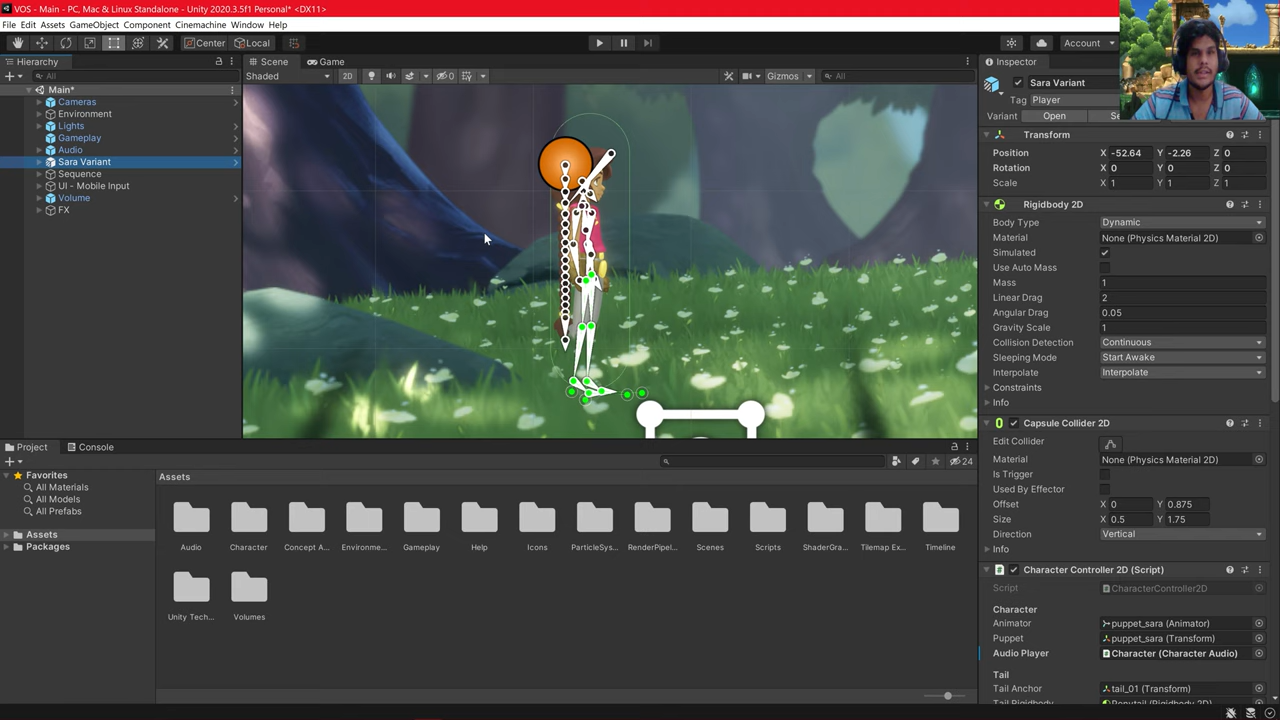 VOS - Main - PC, Mac & Linux Standalone - Unity 2020.3.5f1 Personal* <DX11>
File Edit Assets GameObject Component Cinemachine Window Help
Center Local Account
Hierarchy
All
Main*
Cameras
Environment
Lights
Gameplay
Audio
Sara Variant
Sequence
UI - Mobile Input
Volume
FX
Scene Game
Shaded 2D 0 Gizmos All
Inspector
Sara Variant
Tag Player
Variant Open
Transform
Position X -52.64 Y -2.26 Z 0
Rotation X 0 Y 0 Z 0
Scale X 1 Y 1 Z 1
Rigidbody 2D
Body Type Dynamic
Material None (Physics Material 2D)
Simulated
Use Auto Mass
Mass 1
Linear Drag 2
Angular Drag 0.05
Gravity Scale 1
Collision Detection Continuous
Sleeping Mode Start Awake
Interpolate Interpolate
Constraints
Info
Capsule Collider 2D
Edit Collider
Material None (Physics Material 2D)
Is Trigger
Used By Effector
Offset X 0 Y 0.875
Size X 0.5 Y 1.75
Direction Vertical
Info
Character Controller 2D (Script)
Script CharacterController2D
Character
Animator puppet_sara (Animator)
Puppet puppet_sara (Transform)
Audio Player Character (Character Audio)
Tail
Tail Anchor tail_01 (Transform)
Tail Rigidbody Ponytail (Rigidbody 2D)
Project Console
24
Favorites
All Materials
All Models
All Prefabs
Assets
Packages
Assets
Audio Character Concept A... Environme... Gameplay Help Icons ParticleSys... RenderPipel... Scenes Scripts ShaderGra... Tilemap Ex... Timeline
Unity Tech... Volumes